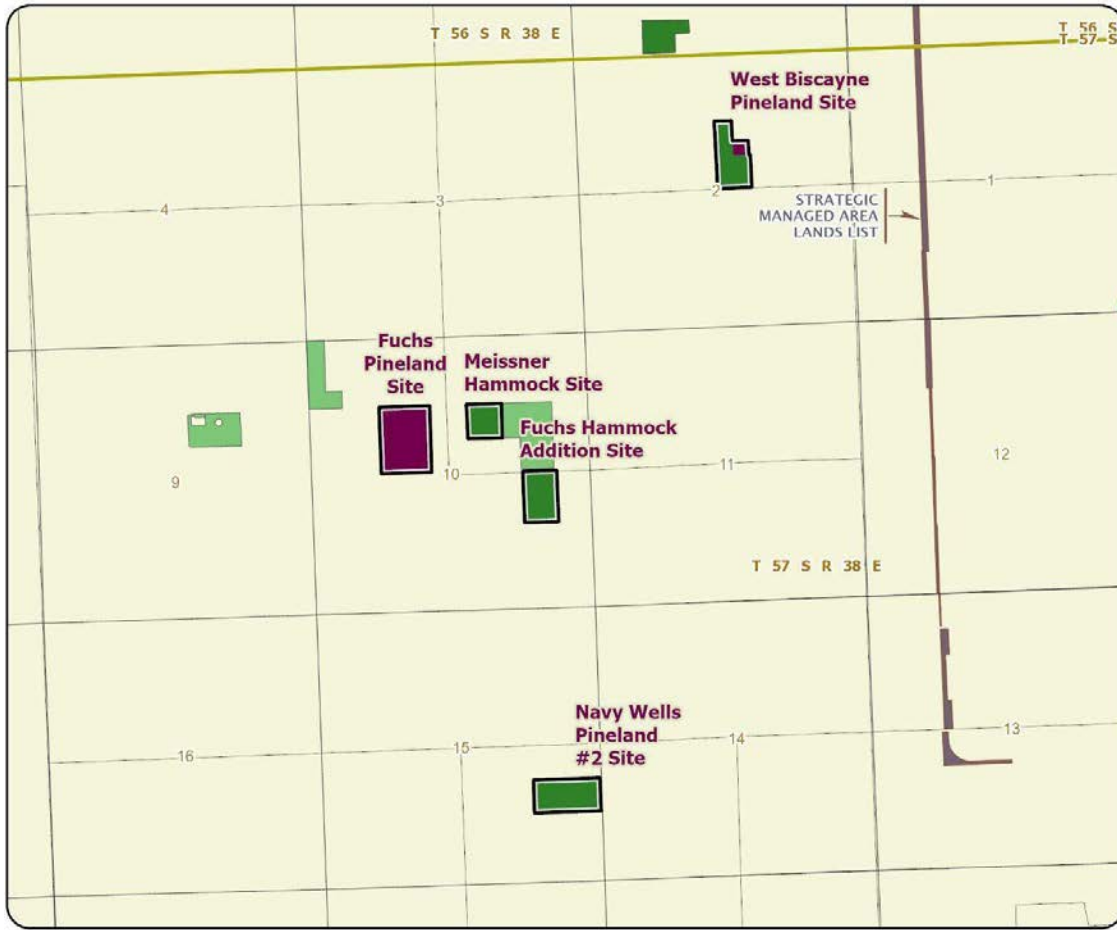 T 56 S R 38 E
T 56 S
T 57 S
West Biscayne
Pineland Site
4
3
2
1
STRATEGIC
MANAGED AREA
LANDS LIST
Fuchs
Pineland
Site
Meissner
Hammock Site
Fuchs Hammock
Addition Site
9
10
11
12
T 57 S R 38 E
Navy Wells
Pineland
#2 Site
16
15
14
13